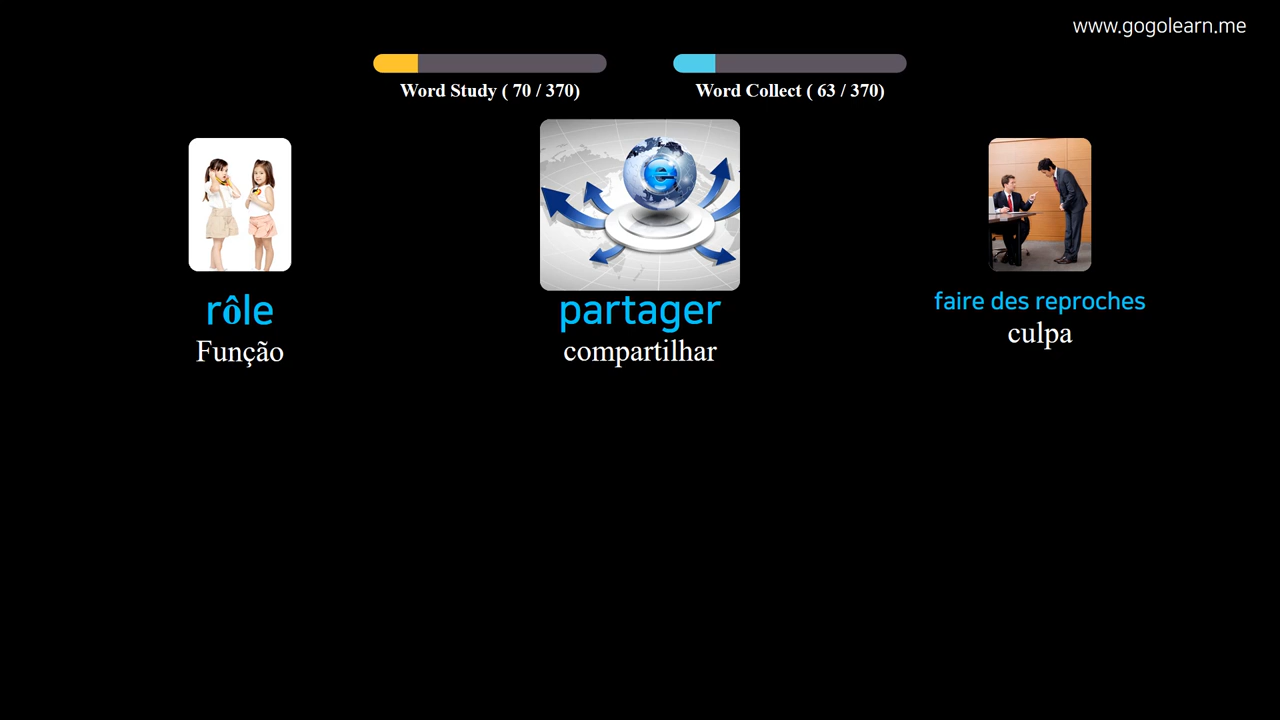 www.gogolearn.me
Word Study ( 70 / 370)
Word Collect ( 63 / 370)
rôle
Função
partager
compartilhar
faire des reproches
culpa